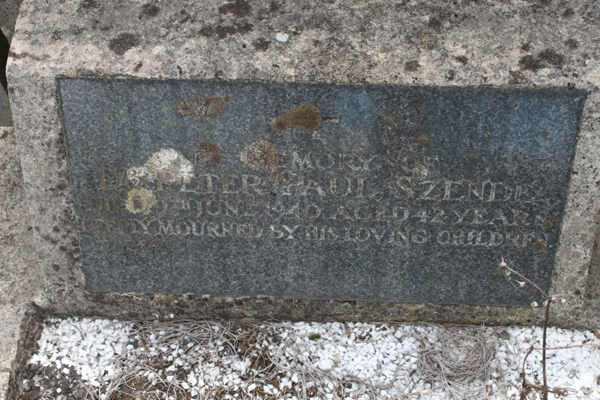 MEMORY OF
PETER PAUL SZENDE
JUNE 1940 AGED 42 YEARS
MOURNED BY HIS LOVING CHILDREN